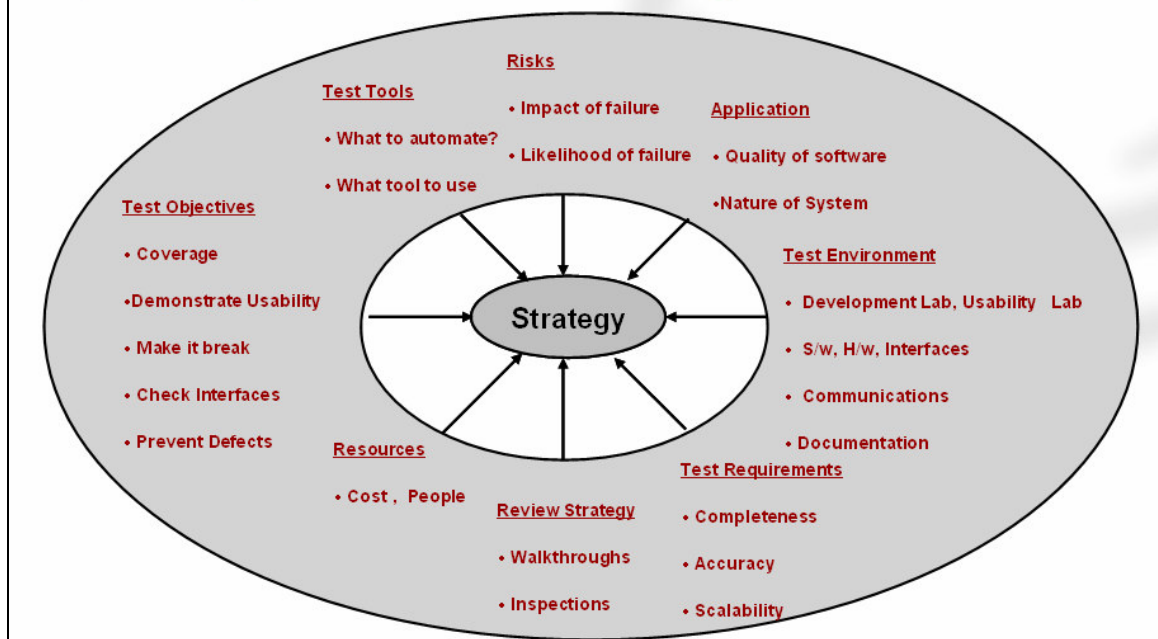 Risks
• Impact of failure
• Likelihood of failure
Test Tools
• What to automate?
• What tool to use
Application
• Quality of software
•Nature of System
Test Objectives
• Coverage
•Demonstrate Usability
• Make it break
• Check Interfaces
• Prevent Defects
Strategy
Test Environment
• Development Lab, Usability Lab
• S/w, H/w, Interfaces
• Communications
• Documentation
Resources
• Cost , People
Review Strategy
• Walkthroughs
• Inspections
Test Requirements
• Completeness
• Accuracy
• Scalability